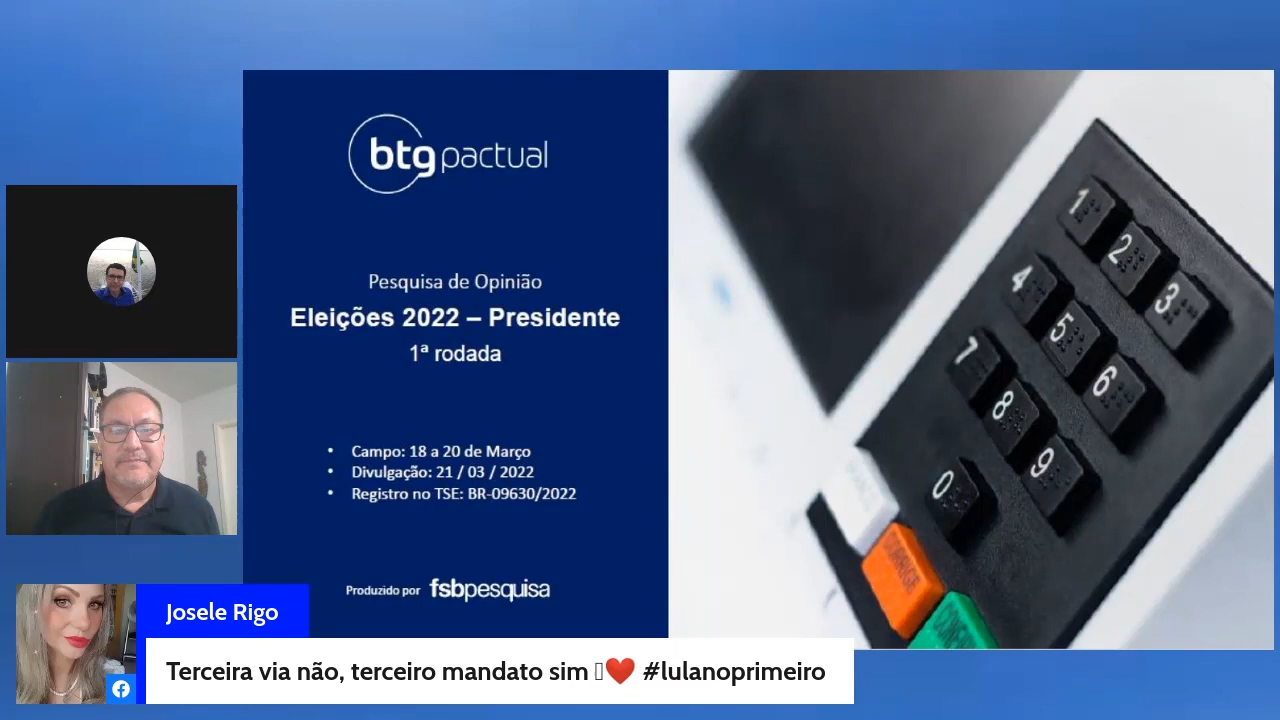 btg pactual
Pesquisa de Opinião
Eleições 2022 – Presidente
1ª rodada
• Campo: 18 a 20 de Março
• Divulgação: 21 / 03 / 2022
• Registro no TSE: BR-09630/2022
Produzido por fsbpesquisa
1
2
3
4
5
6
7
8
9
0
CORRIGE
Josele Rigo
Terceira via não, terceiro mandato sim ❤️ #lulanoprimeiro